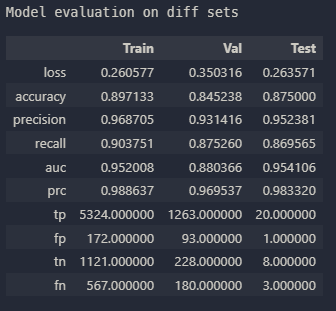 Model evaluation on diff sets
Train Val Test
loss 0.260577 0.350316 0.263571
accuracy 0.897133 0.845238 0.875000
precision 0.968705 0.931416 0.952381
recall 0.903751 0.875260 0.869565
auc 0.952008 0.880366 0.954106
prc 0.988637 0.969537 0.983320
tp 5324.000000 1263.000000 20.000000
fp 172.000000 93.000000 1.000000
tn 1121.000000 228.000000 8.000000
fn 567.000000 180.000000 3.000000